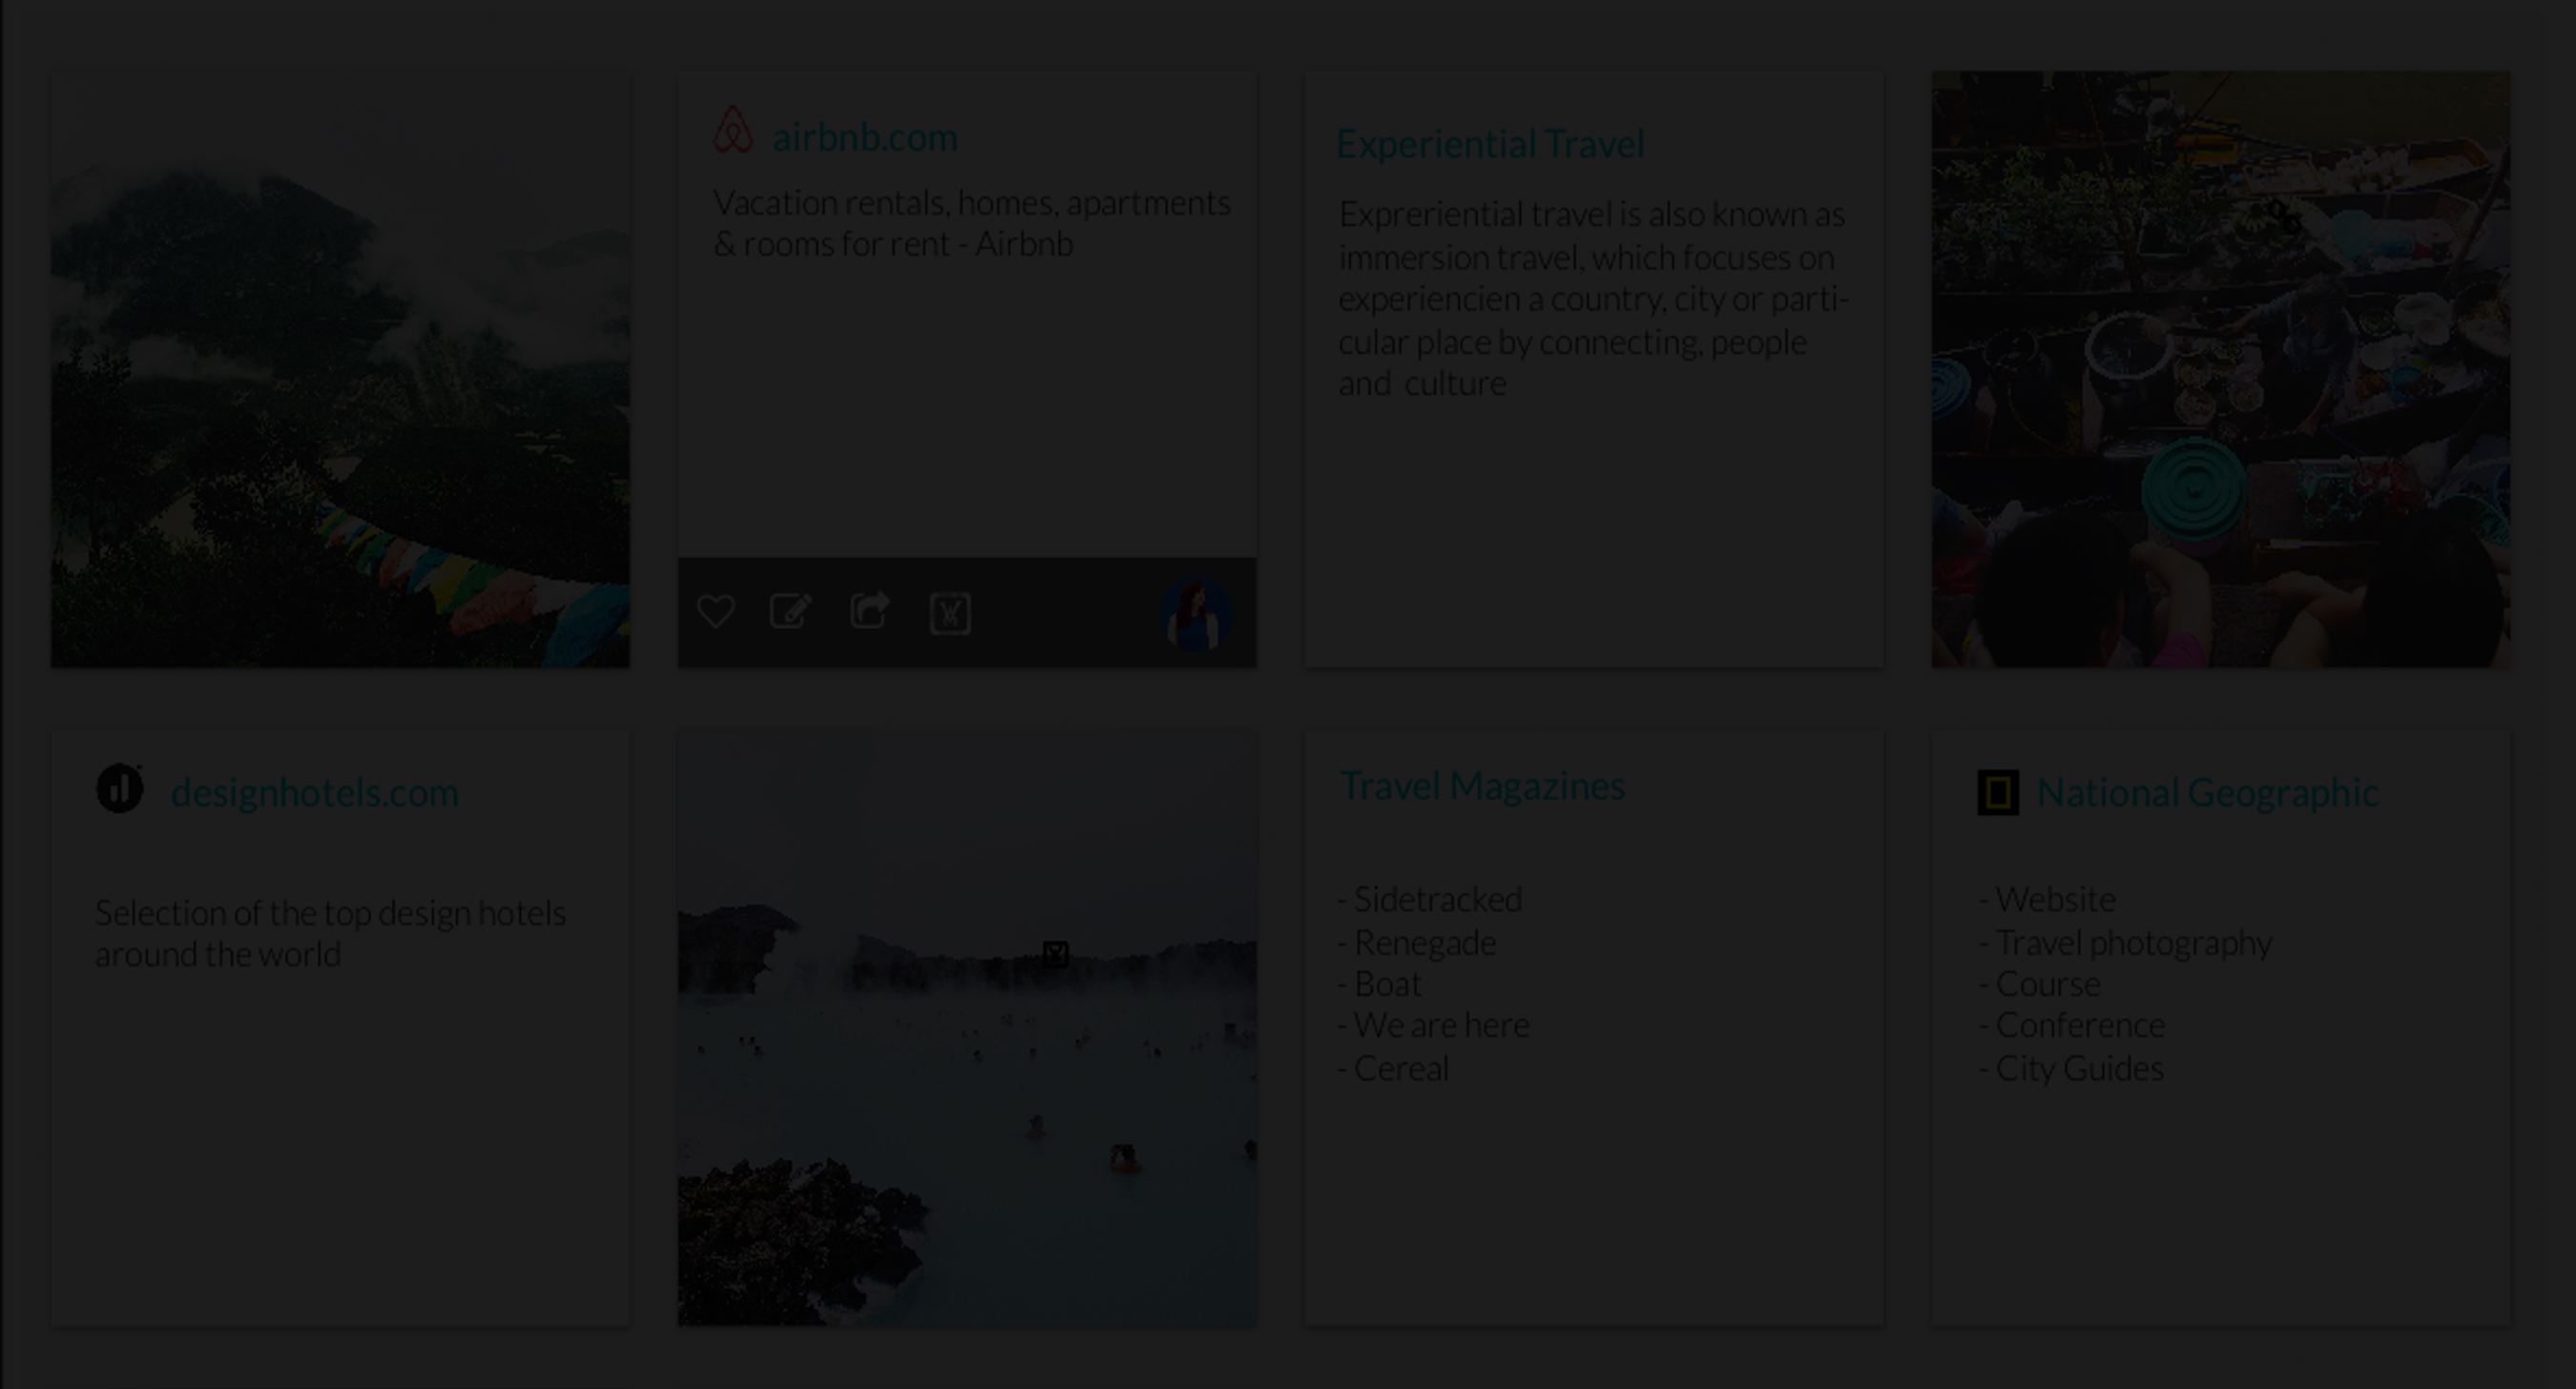 airbnb.com
Vacation rentals, homes, apartments
& rooms for rent - Airbnb
Experiential Travel
Expreriential travel is also known as
immersion travel, which focuses on
experiencien a country, city or parti-
cular place by connecting, people
and culture
designhotels.com
Selection of the top design hotels
around the world
Travel Magazines
- Sidetracked
- Renegade
- Boat
- We are here
- Cereal
National Geographic
- Website
- Travel photography
- Course
- Conference
- City Guides